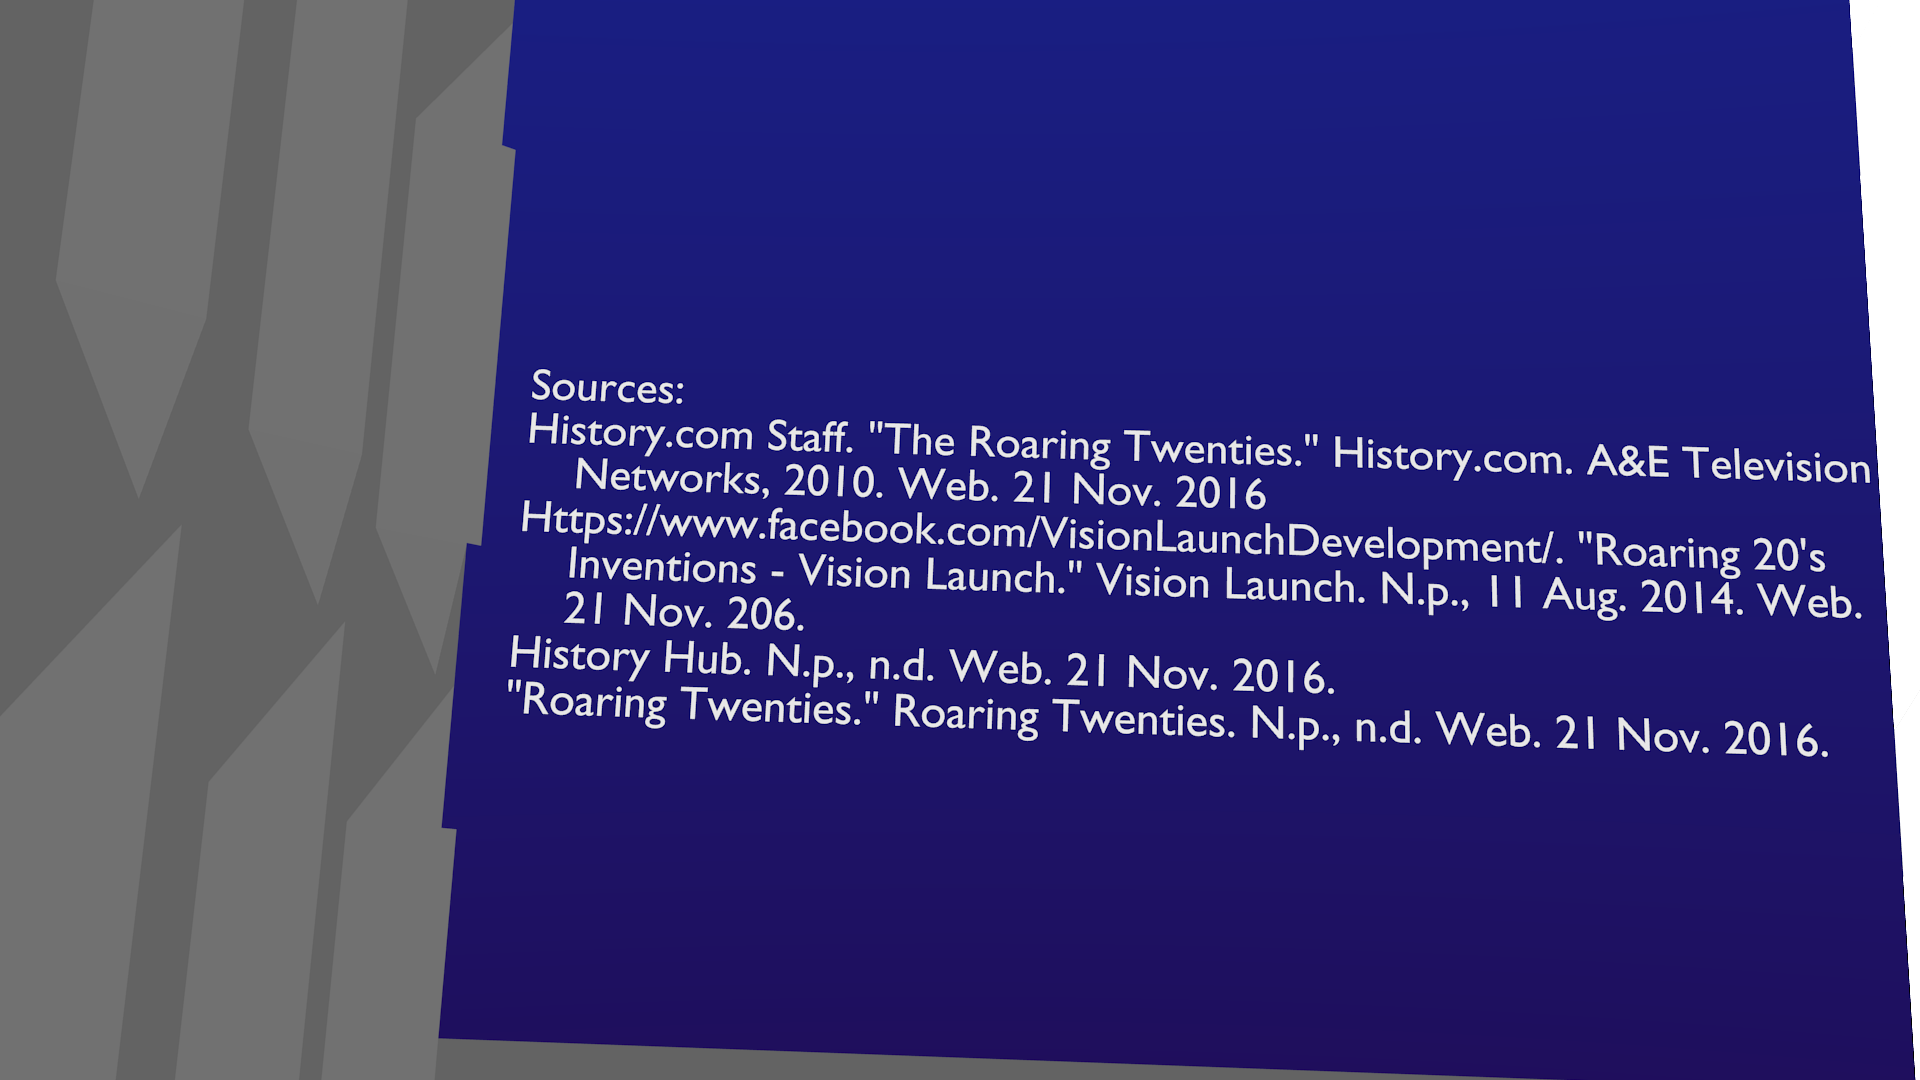 Sources:
History.com Staff. "The Roaring Twenties." History.com. A&E Television
Networks, 2010. Web. 21 Nov. 2016
Https://www.facebook.com/VisionLaunchDevelopment/. "Roaring 20's
Inventions - Vision Launch." Vision Launch. N.p., 11 Aug. 2014. Web.
21 Nov. 206.
History Hub. N.p., n.d. Web. 21 Nov. 2016.
"Roaring Twenties." Roaring Twenties. N.p., n.d. Web. 21 Nov. 2016.